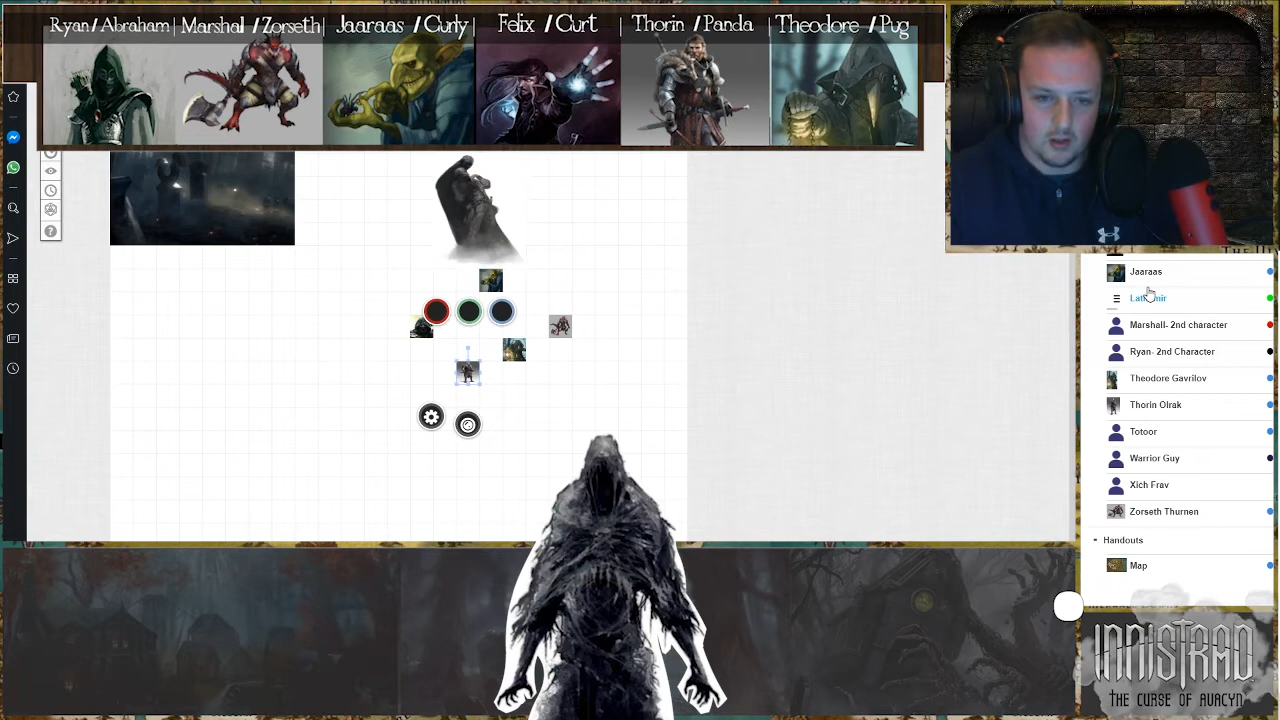 Ryan/Abraham | Marshall /Zorseth | Jaaraas /Curly | Felix /Curt | Thorin /Panda | Theodore /Pug
Jaaraas
Marshall- 2nd character
Ryan- 2nd Character
Theodore Gavrilov
Thorin Olrak
Totoor
Warrior Guy
Xich Frav
Zorseth Thurnen
Handouts
Map
INNISTRAD
THE CURSE OF AVACYN